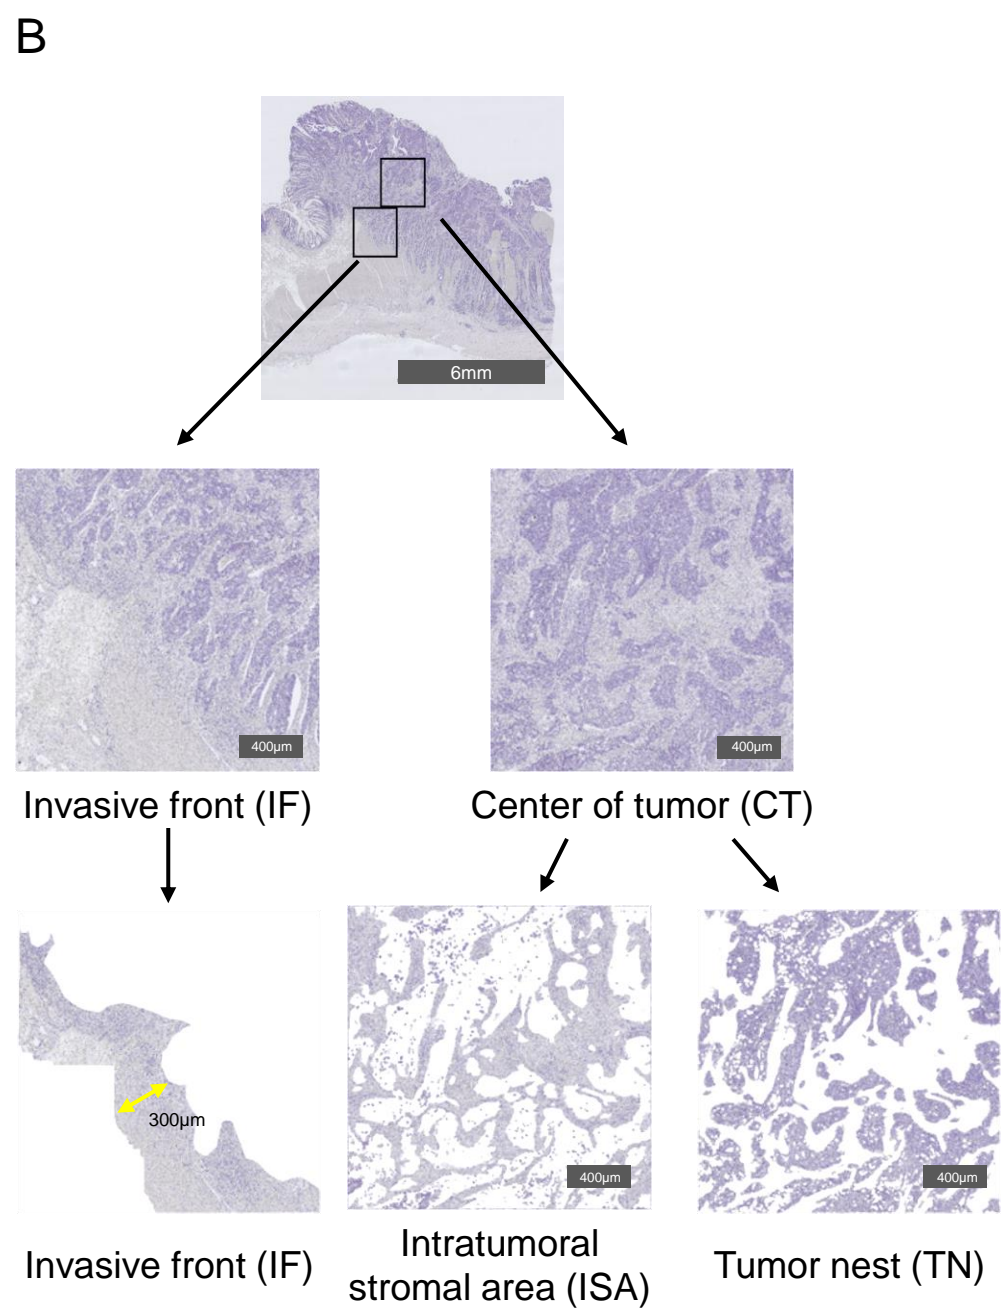 B
6mm
400µm
400µm
Invasive front (IF)
Center of tumor (CT)
300µm
400µm
400µm
Invasive front (IF)
Intratumoral
stromal area (ISA)
Tumor nest (TN)